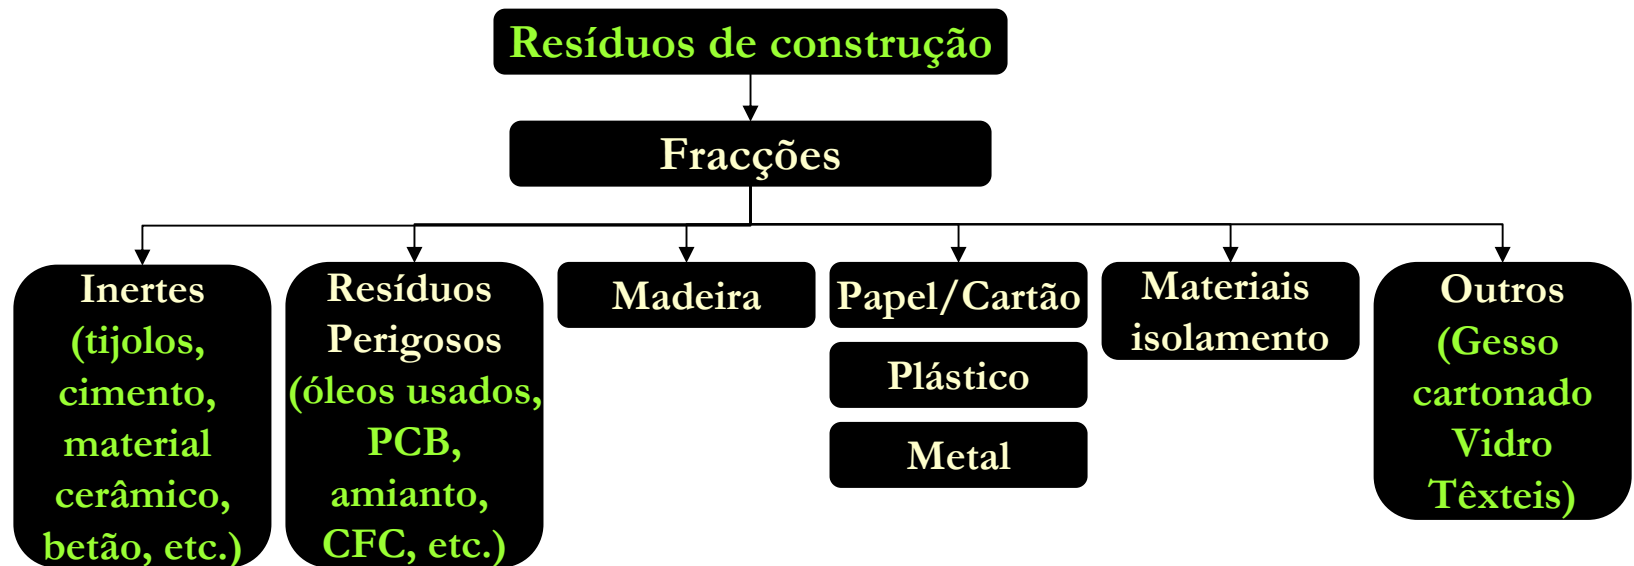 Resíduos de construção
Fracções
Inertes
(tijolos,
cimento,
material
cerâmico,
betão, etc.)
Resíduos
Perigosos
(óleos usados,
PCB,
amianto,
CFC, etc.)
Madeira
Papel/Cartão
Plástico
Metal
Materiais
isolamento
Outros
(Gesso
cartonado
Vidro
Têxteis)